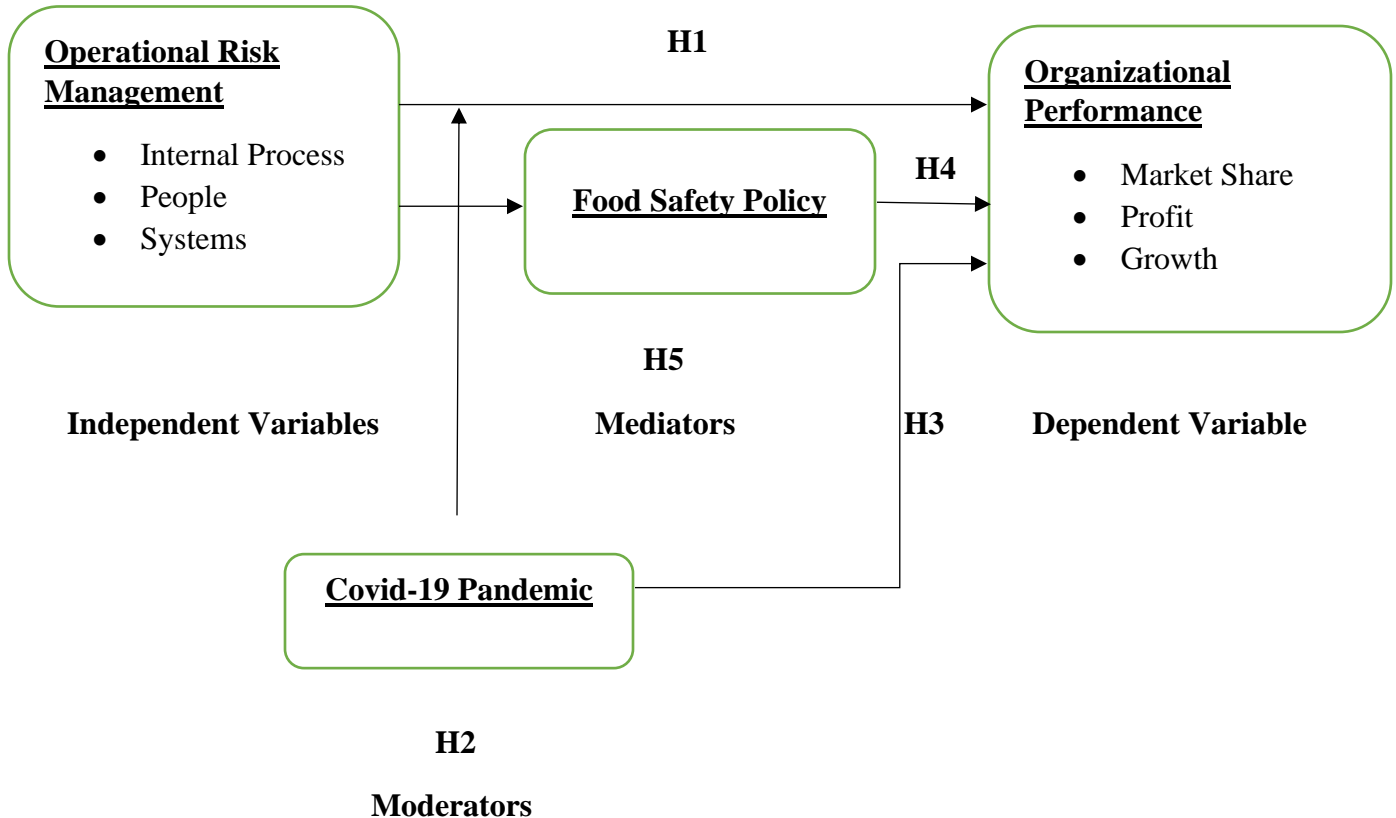 Operational Risk
Management
• Internal Process
• People
• Systems
H1
Food Safety Policy
H4
Organizational
Performance
• Market Share
• Profit
• Growth
H5
Independent Variables
Mediators
H3
Dependent Variable
Covid-19 Pandemic
H2
Moderators